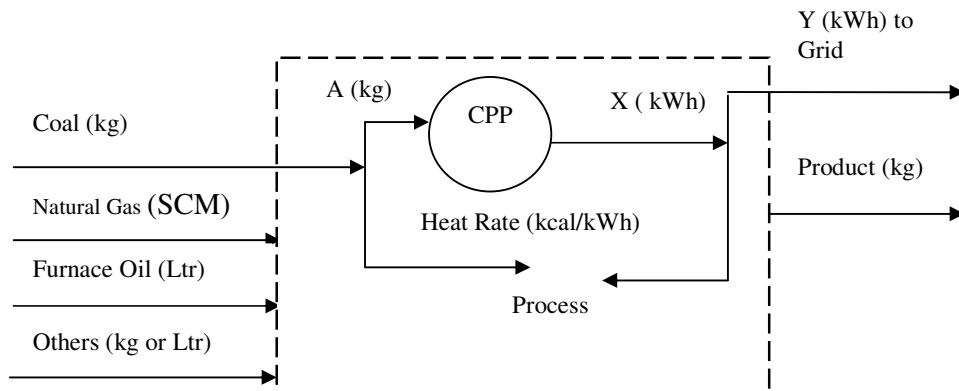 Y (kWh) to
Grid
A (kg)
X ( kWh)
CPP
Coal (kg)
Product (kg)
Natural Gas (SCM)
Heat Rate (kcal/kWh)
Furnace Oil (Ltr)
Process
Others (kg or Ltr)